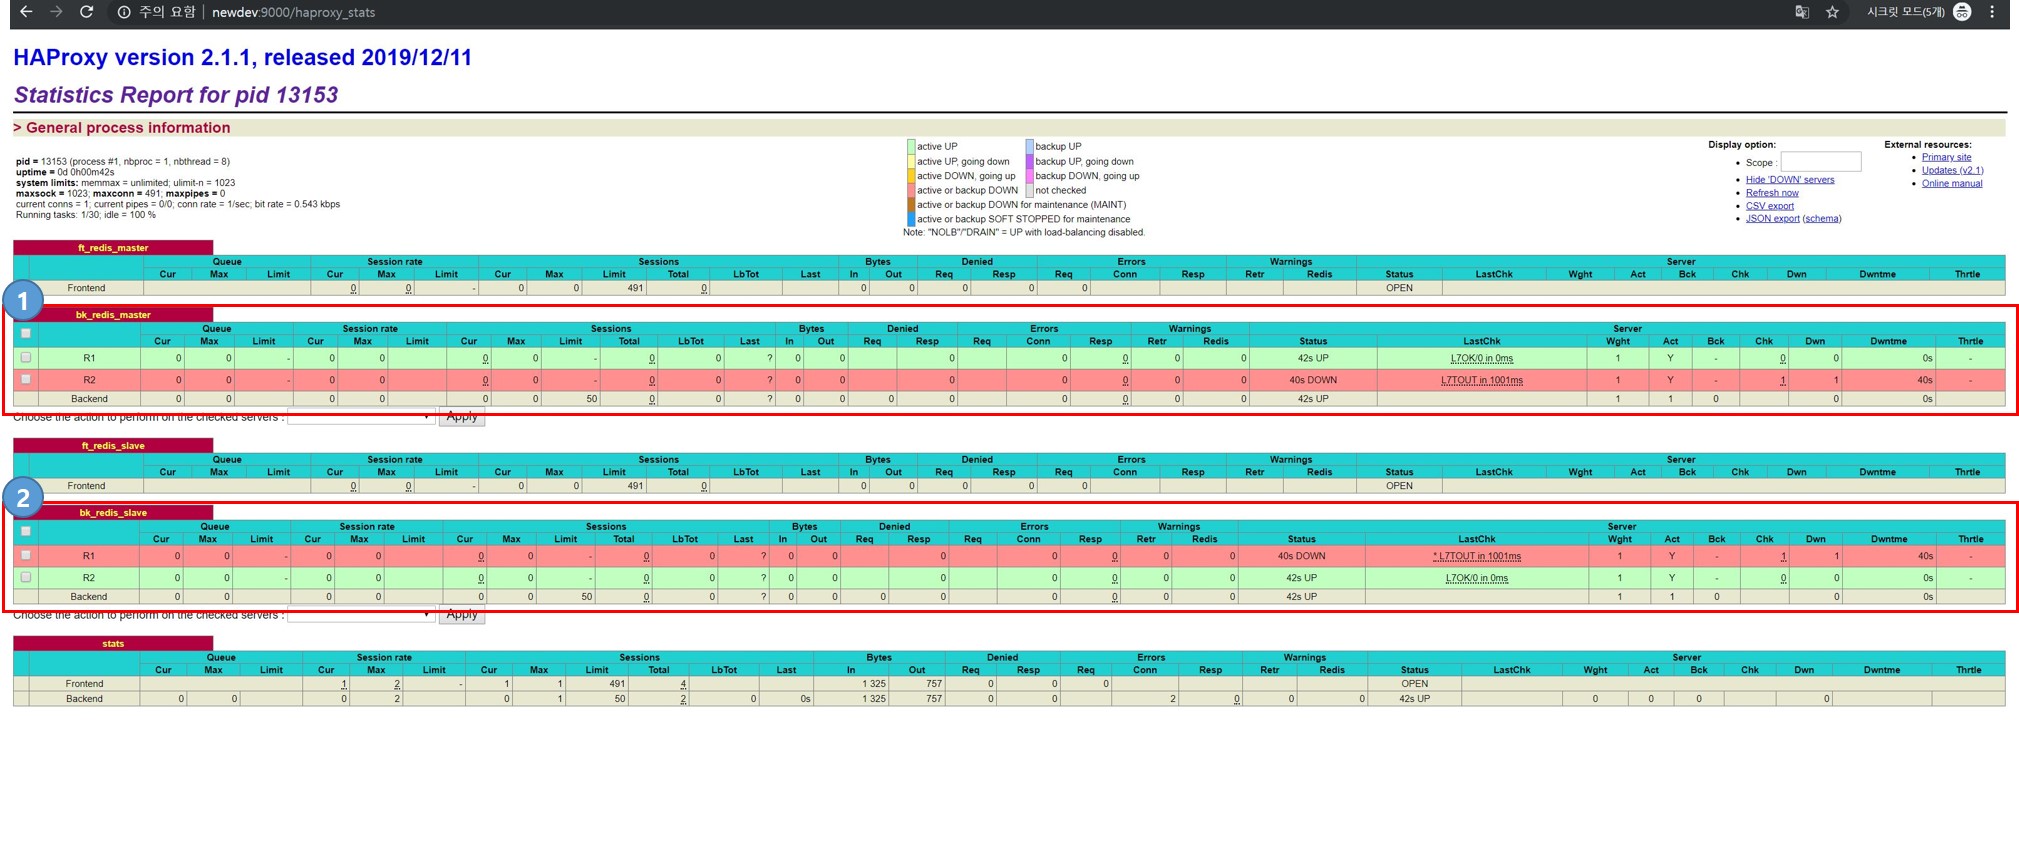 주의 요함 | newdev:9000/haproxy_stats 시크릿 모드(5개)
HAProxy version 2.1.1, released 2019/12/11
Statistics Report for pid 13153
> General process information
pid = 13153 (process #1, nbproc = 1, nbthread = 8)
uptime = 0d 0h00m42s
system limits: memmax = unlimited; ulimit-n = 1023
maxsock = 1023; maxconn = 491; maxpipes = 0
current conns = 1; current pipes = 0/0; conn rate = 1/sec; bit rate = 0.543 kbps
Running tasks: 1/30; idle = 100 %
active UP backup UP
active UP, going down backup UP, going down
active DOWN, going up backup DOWN, going up
active or backup DOWN not checked
active or backup DOWN for maintenance (MAINT)
active or backup SOFT STOPPED for maintenance
Note: "NOLB"/"DRAIN" = UP with load-balancing disabled.
Display option:
• Scope :
• Hide 'DOWN' servers
• Refresh now
• CSV export
• JSON export (schema)
External resources:
• Primary site
• Updates (v2.1)
• Online manual
ft_redis_master
Queue Session rate Sessions Bytes Denied Errors Warnings Server
Cur Max Limit Cur Max Limit Cur Max Limit Total LbTot Last In Out Req Resp Req Conn Resp Retr Redis Status LastChk Wght Act Bck Chk Dwn Dwntme Thrtle
Frontend 0 0 - 0 0 491 0 0 0 0 0 0 OPEN
1
bk_redis_master
Queue Session rate Sessions Bytes Denied Errors Warnings Server
Cur Max Limit Cur Max Limit Cur Max Limit Total LbTot Last In Out Req Resp Req Conn Resp Retr Redis Status LastChk Wght Act Bck Chk Dwn Dwntme Thrtle
R1 0 0 - 0 0 0 0 - 0 0 ? 0 0 0 0 0 0 0 42s UP L7OK/0 in 0ms 1 Y - 0 0 0s -
R2 0 0 - 0 0 0 0 - 0 0 ? 0 0 0 0 0 0 0 40s DOWN L7TOUT in 1001ms 1 Y - 1 1 40s -
Backend 0 0 0 0 0 0 50 0 0 ? 0 0 0 0 0 0 0 0 42s UP 1 1 0 0 0s
Choose the action to perform on the checked servers : Apply
ft_redis_slave
Queue Session rate Sessions Bytes Denied Errors Warnings Server
Cur Max Limit Cur Max Limit Cur Max Limit Total LbTot Last In Out Req Resp Req Conn Resp Retr Redis Status LastChk Wght Act Bck Chk Dwn Dwntme Thrtle
Frontend 0 0 - 0 0 491 0 0 0 0 0 0 OPEN
2
bk_redis_slave
Queue Session rate Sessions Bytes Denied Errors Warnings Server
Cur Max Limit Cur Max Limit Cur Max Limit Total LbTot Last In Out Req Resp Req Conn Resp Retr Redis Status LastChk Wght Act Bck Chk Dwn Dwntme Thrtle
R1 0 0 - 0 0 0 0 - 0 0 ? 0 0 0 0 0 0 0 40s DOWN * L7TOUT in 1001ms 1 Y - 1 1 40s -
R2 0 0 - 0 0 0 0 - 0 0 ? 0 0 0 0 0 0 0 42s UP L7OK/0 in 0ms 1 Y - 0 0 0s -
Backend 0 0 0 0 0 0 50 0 0 ? 0 0 0 0 0 0 0 0 42s UP 1 1 0 0 0s
Choose the action to perform on the checked servers : Apply
stats
Queue Session rate Sessions Bytes Denied Errors Warnings Server
Cur Max Limit Cur Max Limit Cur Max Limit Total LbTot Last In Out Req Resp Req Conn Resp Retr Redis Status LastChk Wght Act Bck Chk Dwn Dwntme Thrtle
Frontend 1 2 - 1 1 491 4 1 325 757 0 0 0 OPEN
Backend 0 0 0 2 0 1 50 2 0 0s 1 325 757 0 0 2 0 0 0 42s UP 0 0 0 0